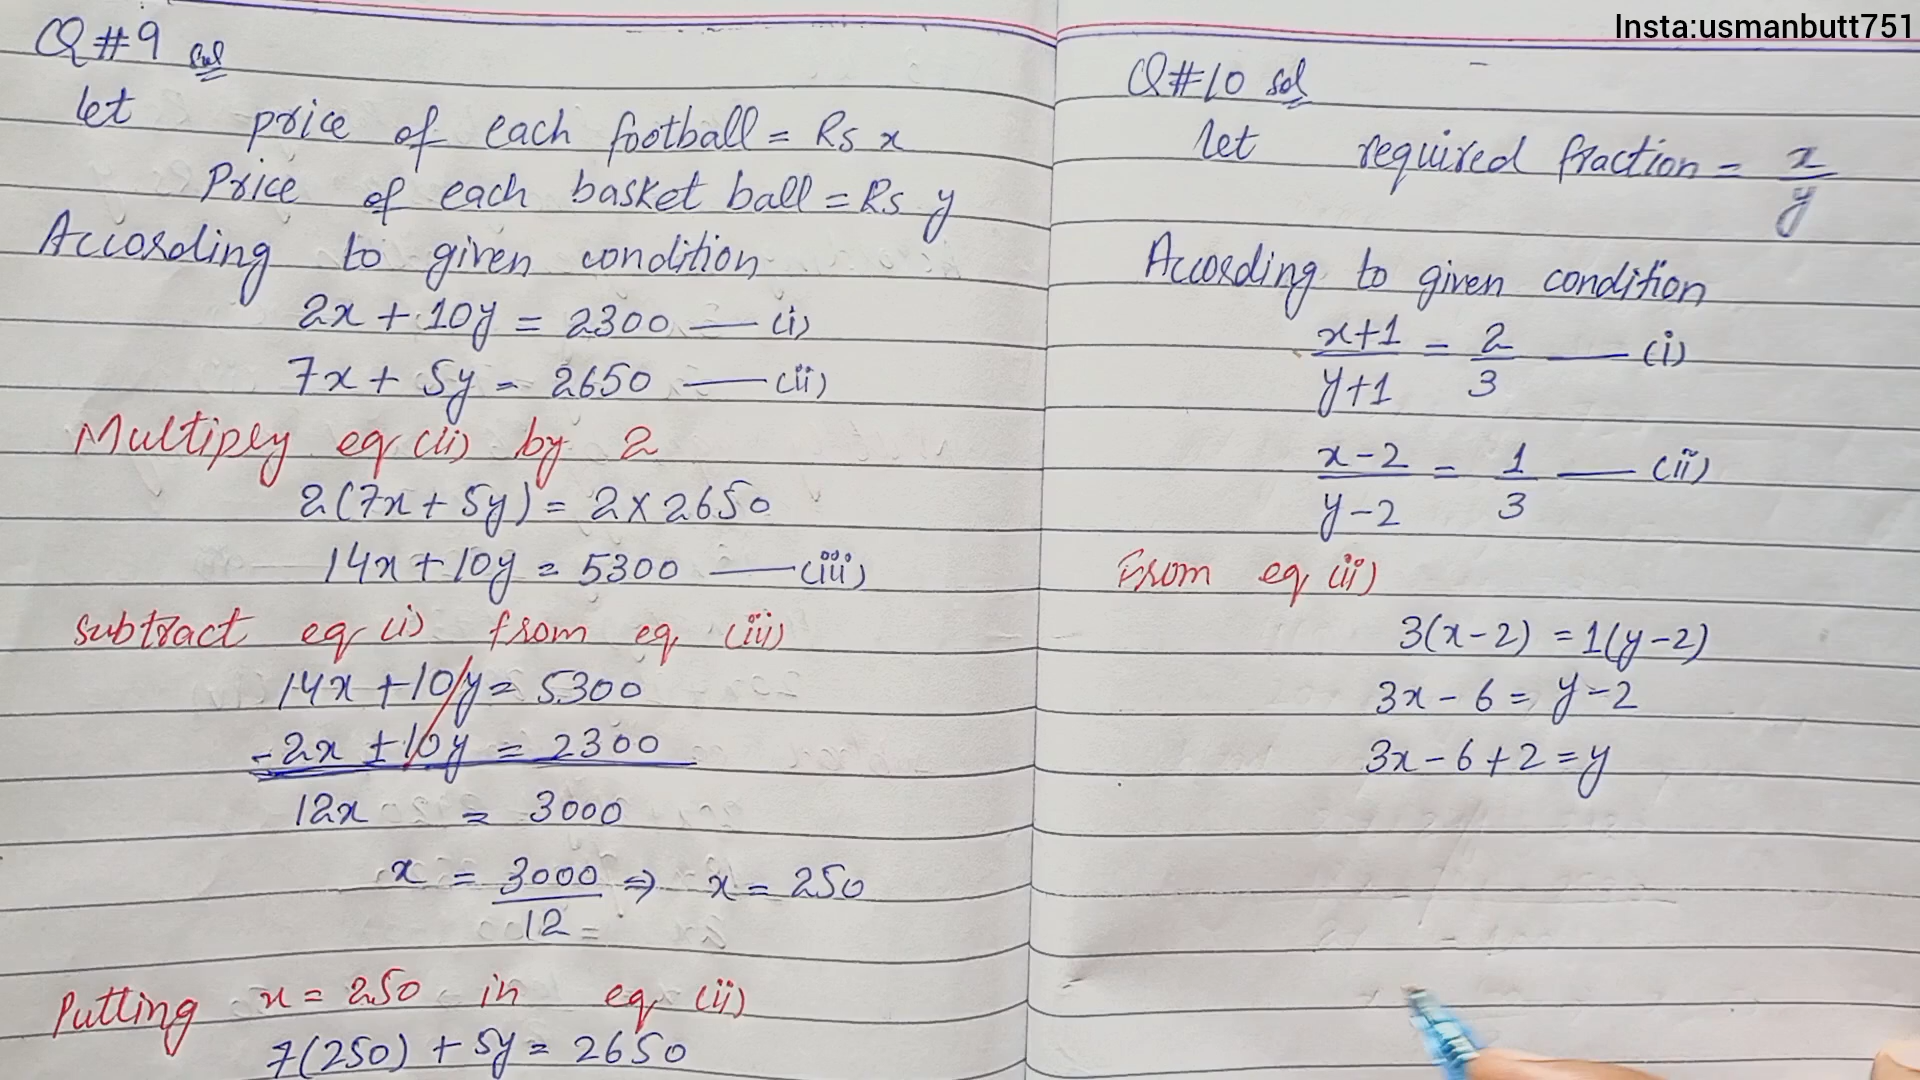 Insta:usmanbutt751
Q#9 Sol
let price of each football = Rs x
Price of each basket ball = Rs y
According to given condition
2x + 10y = 2300 — (i)
7x + 5y = 2650 — (ii)
Multiply eq (ii) by 2
2(7x + 5y) = 2 × 2650
14x + 10y = 5300 — (iii)
subtract eq (i) from eq (iii)
14x + 10y = 5300
-2x ± 10y = 2300
12x = 3000
x = 3000/12 ⇒ x = 250
Putting x = 250 in eq (ii)
7(250) + 5y = 2650
Q#10 sol
let required fraction = x/y
According to given condition
x+1/y+1 = 2/3 — (i)
x-2/y-2 = 1/3 — (ii)
From eq (ii)
3(x-2) = 1(y-2)
3x - 6 = y - 2
3x - 6 + 2 = y